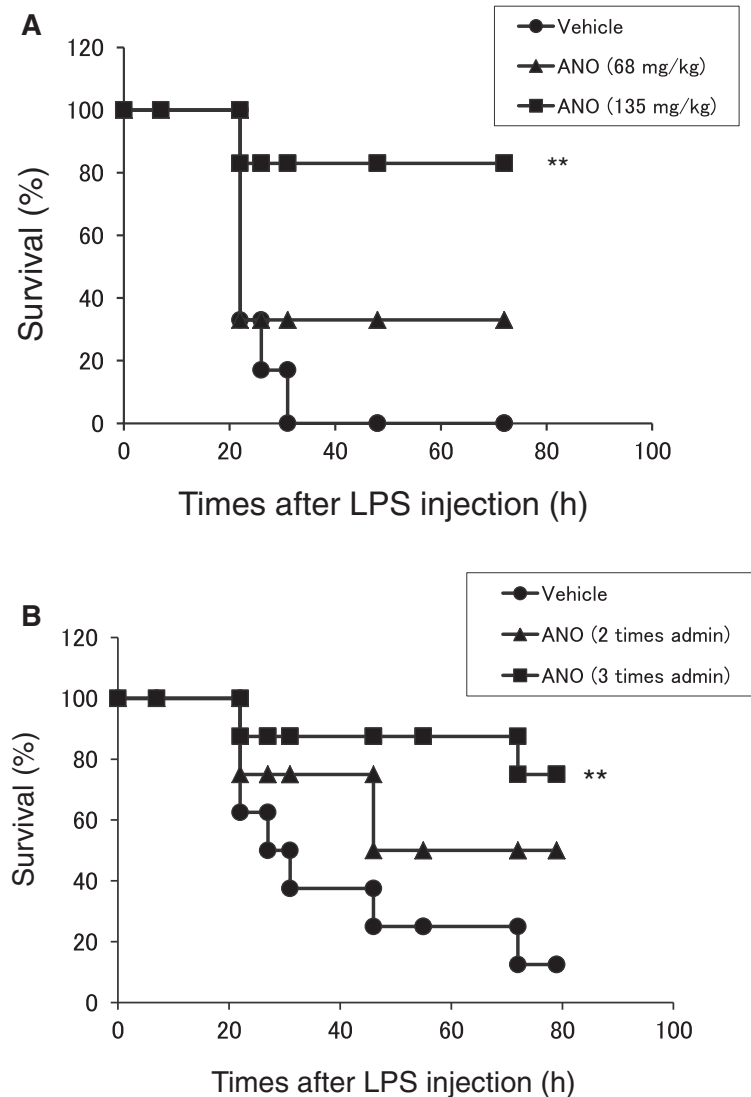 A
Vehicle
ANO (68 mg/kg)
ANO (135 mg/kg)
120
100
80
60
40
20
0
Survival (%)
**
0 20 40 60 80 100
Times after LPS injection (h)
B
Vehicle
ANO (2 times admin)
ANO (3 times admin)
120
100
80
60
40
20
0
Survival (%)
**
0 20 40 60 80 100
Times after LPS injection (h)